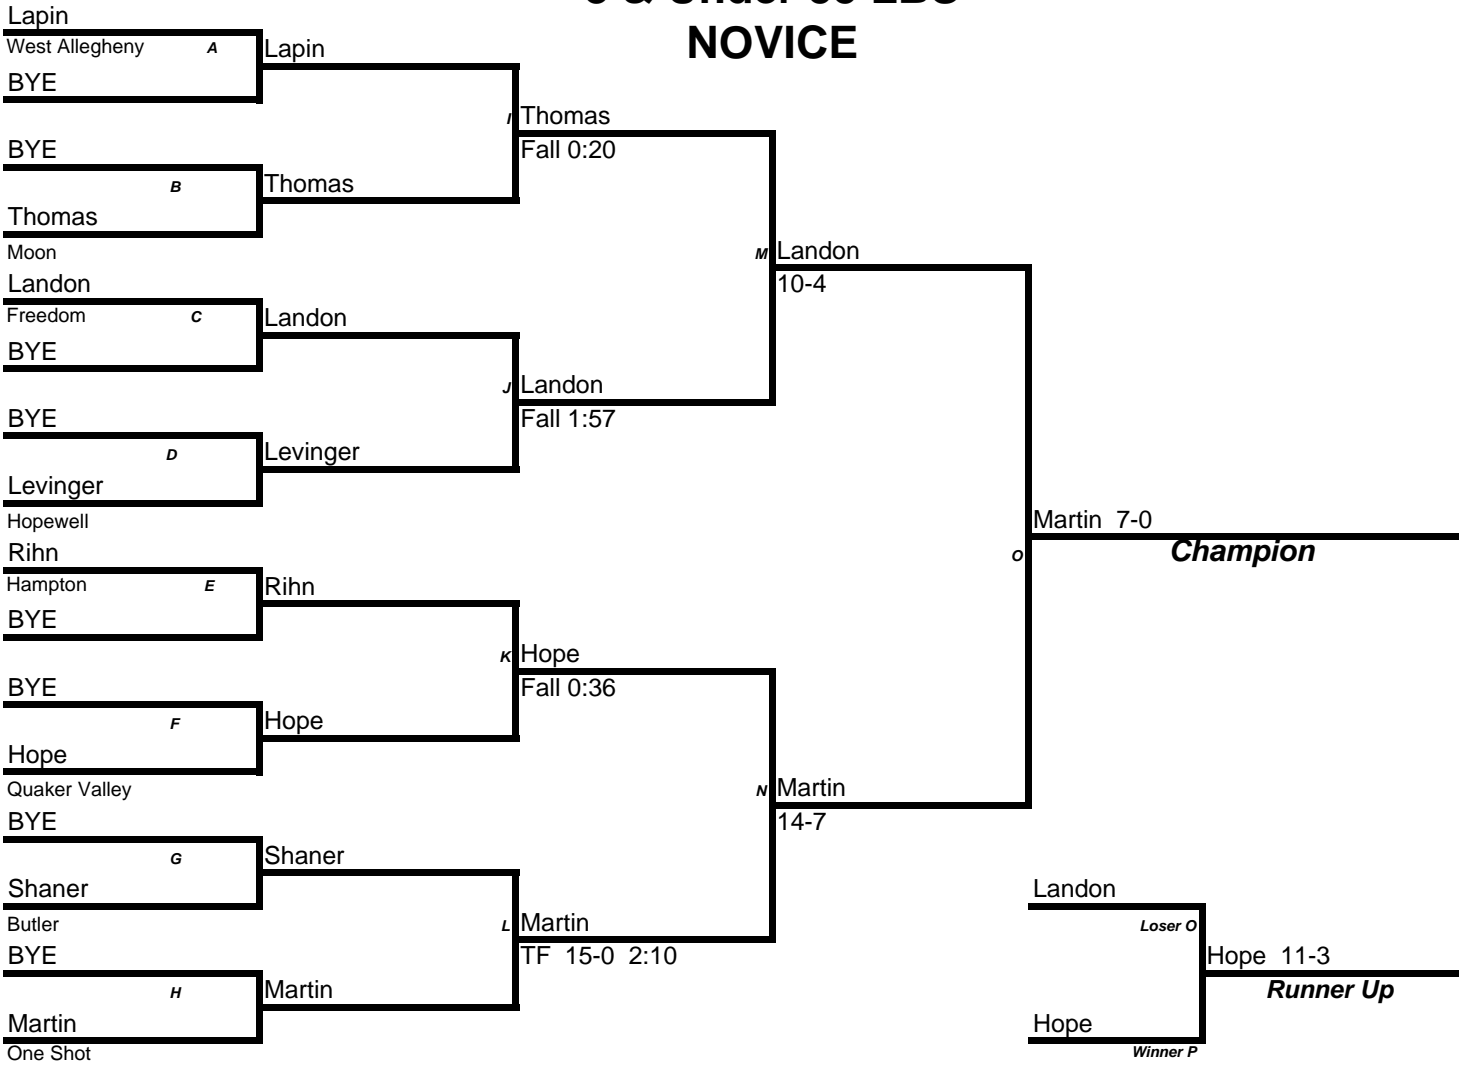 NOVICE
Lapin
West Allegheny A
Lapin
BYE
I Thomas
Fall 0:20
BYE
B
Thomas
Thomas
Moon
M Landon
10-4
Landon
Freedom C
Landon
BYE
J Landon
Fall 1:57
BYE
D
Levinger
Levinger
Hopewell
Martin 7-0
Champion
O
Rihn
Hampton E
Rihn
BYE
K Hope
Fall 0:36
BYE
F
Hope
Hope
Quaker Valley
N Martin
14-7
BYE
G
Shaner
Shaner
Butler
L Martin
TF 15-0 2:10
BYE
H
Martin
Martin
One Shot
Landon
Loser O
Hope 11-3
Runner Up
Hope
Winner P